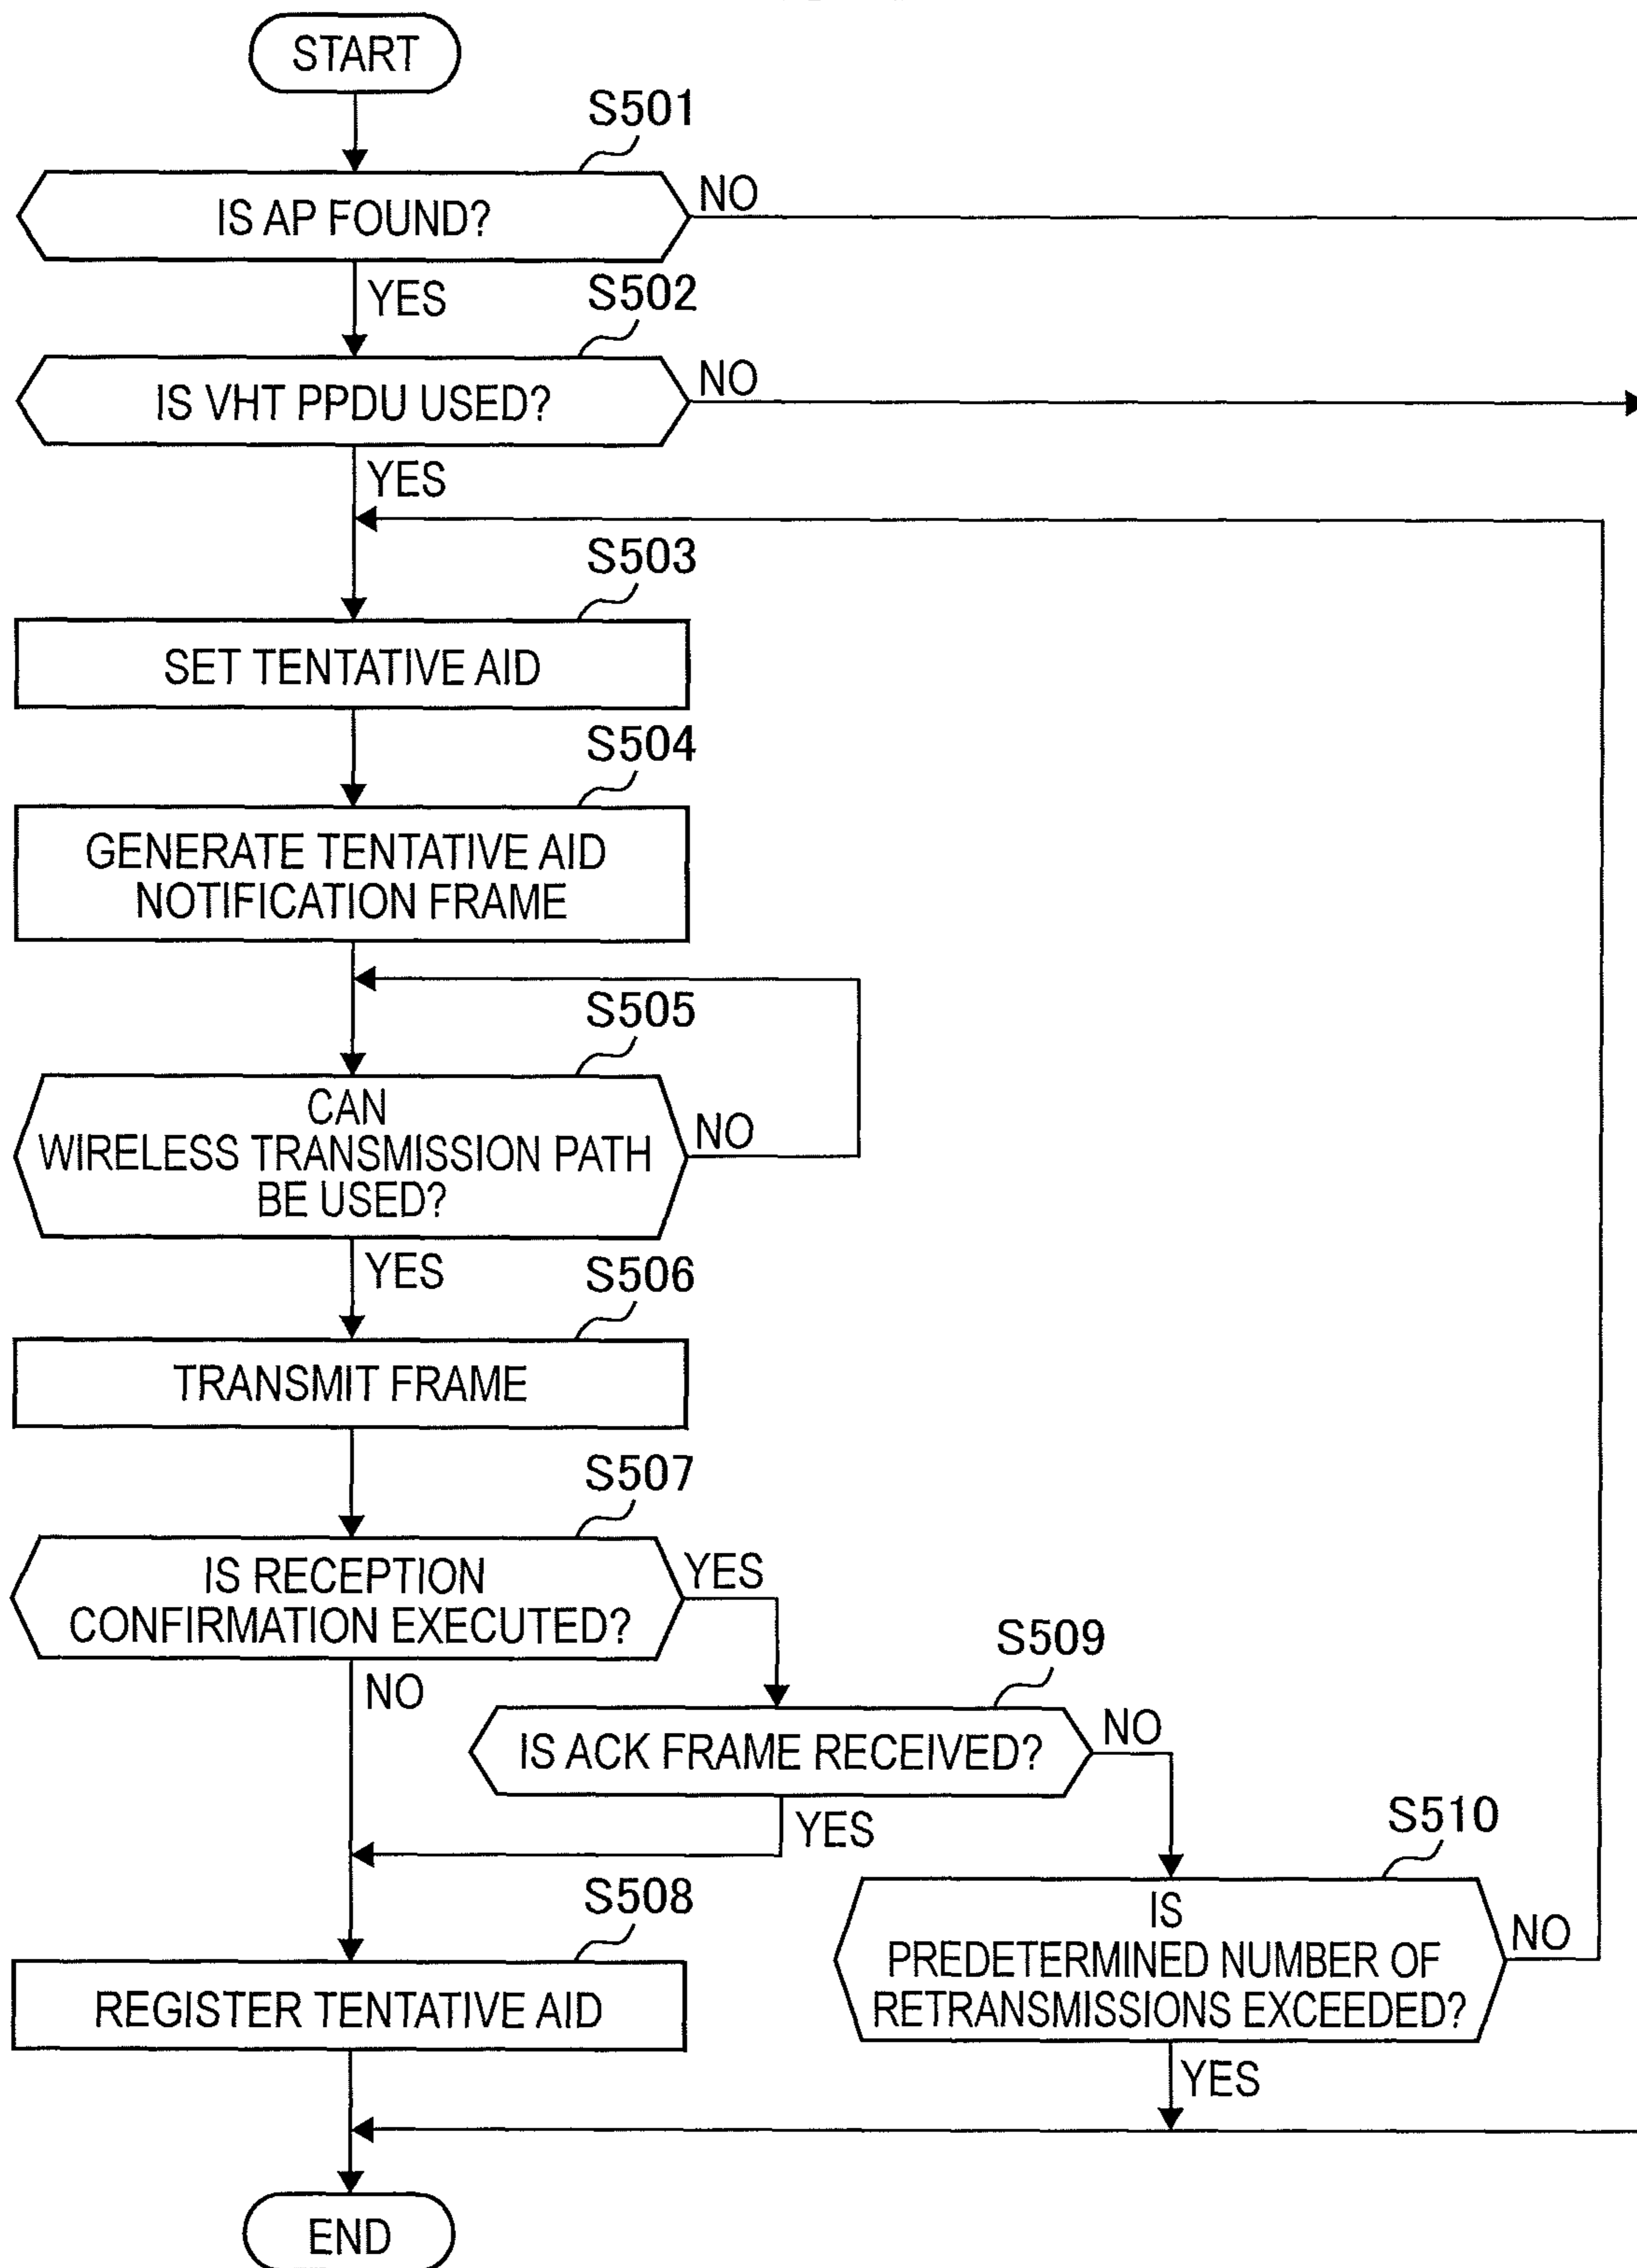 START
S501
IS AP FOUND?
NO
YES
S502
IS VHT PPDU USED?
NO
YES
S503
SET TENTATIVE AID
S504
GENERATE TENTATIVE AID
NOTIFICATION FRAME
S505
CAN
WIRELESS TRANSMISSION PATH
BE USED?
NO
YES
S506
TRANSMIT FRAME
S507
IS RECEPTION
CONFIRMATION EXECUTED?
YES
NO
S509
IS ACK FRAME RECEIVED?
NO
YES
S510
IS
PREDETERMINED NUMBER OF
RETRANSMISSIONS EXCEEDED?
NO
YES
S508
REGISTER TENTATIVE AID
END